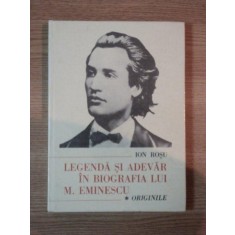 ION ROȘU
LEGENDĂ ȘI ADEVĂR
ÎN BIOGRAFIA LUI
M. EMINESCU
* ORIGINILE